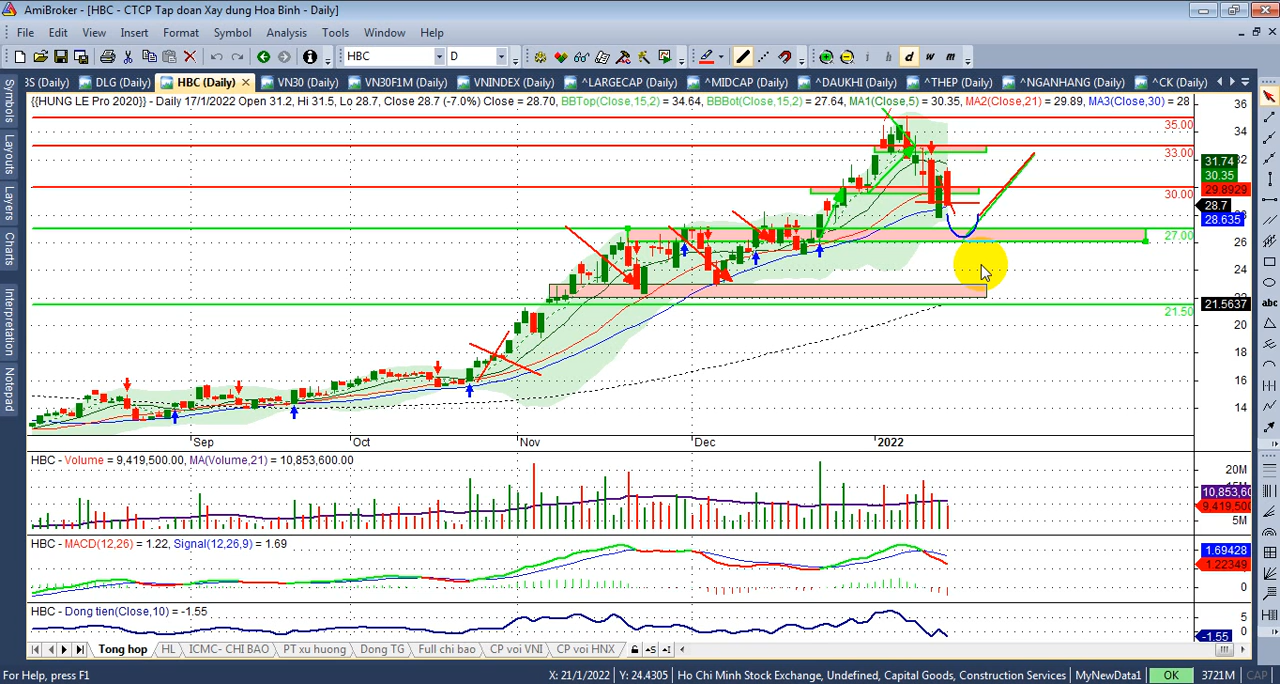 AmiBroker - [HBC - CTCP Tap doan Xay dung Hoa Binh - Daily]
File Edit View Insert Format Symbol Analysis Tools Window Help
HBC D i h d w m
3S (Daily) DLG (Daily) HBC (Daily) VN30 (Daily) VN30F1M (Daily) VNINDEX (Daily) ^LARGECAP (Daily) ^MIDCAP (Daily) ^DAUKHI (Daily) ^THEP (Daily) ^NGANHANG (Daily) ^CK (Daily)
{{HUNG LE Pro 2020}} - Daily 17/1/2022 Open 31.2, Hi 31.5, Lo 28.7, Close 28.7 (-7.0%) Close = 28.70, BBTop(Close,15,2) = 34.64, BBBot(Close,15,2) = 27.64, MA1(Close,5) = 30.35, MA2(Close,21) = 29.89, MA3(Close,30) = 28
Symbols
Layouts
Layers
Charts
Interpretation
Notepad
36
35.00
34
33.00
32
31.74
30.35
30.00
29.8929
28.7
28.635
27.00
26
24
21.5637
21.50
20
18
16
14
abc
Sep Oct Nov Dec 2022
HBC - Volume = 9,419,500.00, MA(Volume,21) = 10,853,600.00
20M
10,853,60
9,419,500
5M
HBC - MACD(12,26) = 1.22, Signal(12,26,9) = 1.69
1.69428
1.22349
0
HBC - Dong tien(Close,10) = -1.55
5
0
-1.55
Tong hop HL ICMC- CHI BAO PT xu huong Dong TG Full chi bao CP voi VNI CP voi HNX
For Help, press F1 X: 21/1/2022 Y: 24.4305 Ho Chi Minh Stock Exchange, Undefined, Capital Goods, Construction Services MyNewData1 OK 3721M CAP